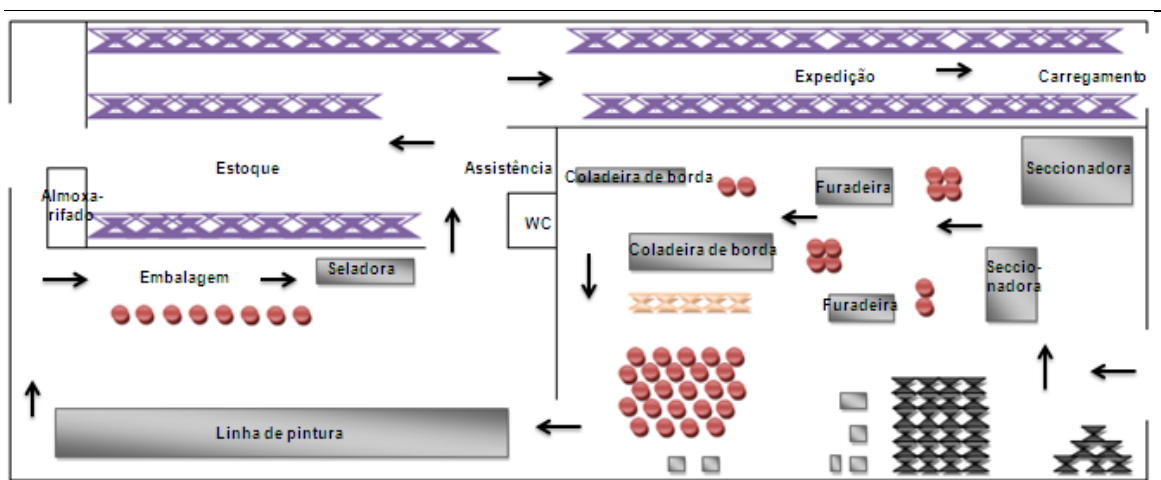 Expedição
Carregamento
Estoque
Assistência
Coladeira de borda
Furadeira
Seccionadora
Almoxa-
rifado
WC
Coladeira de borda
Embalagem
Seladora
Furadeira
Seccio-
nadora
Linha de pintura